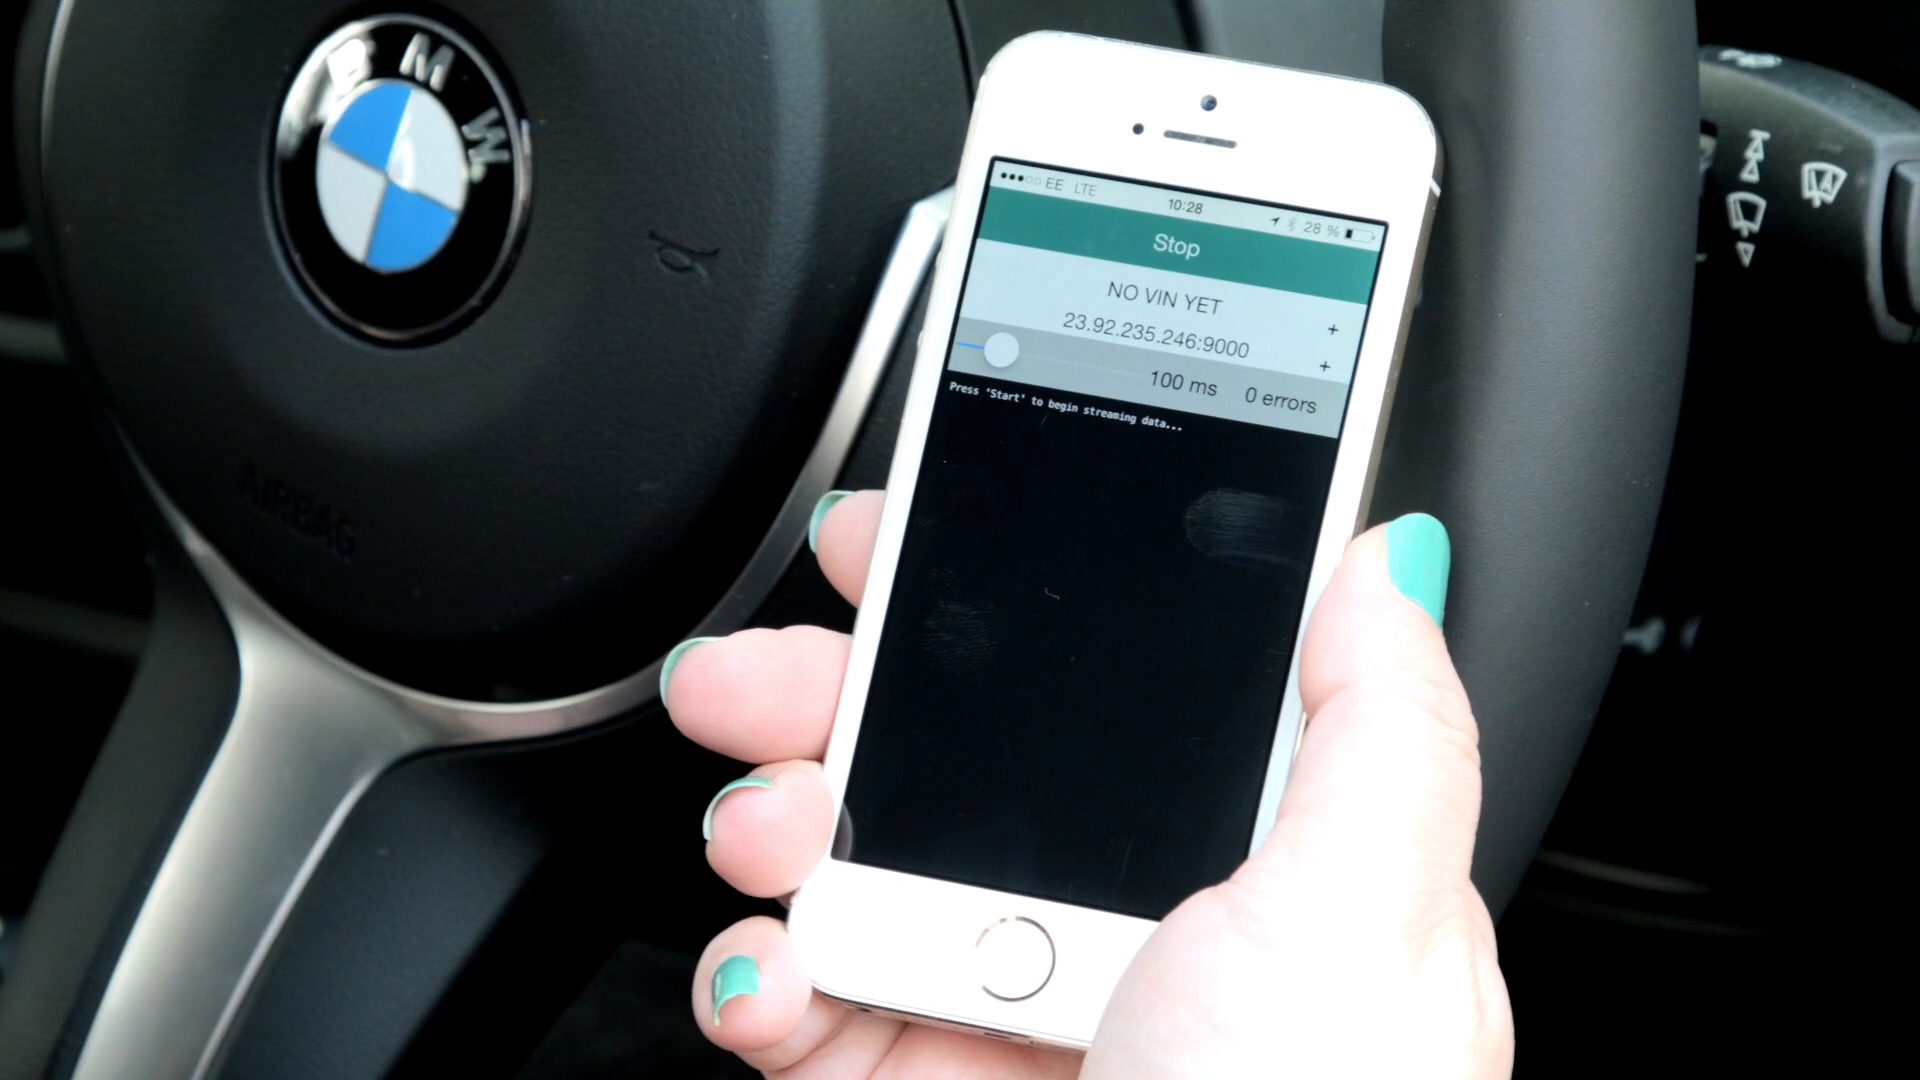 BMW
AIRBAG
EE LTE
10:28
28 %
Stop
NO VIN YET
+
23.92.235.246:9000
+
100 ms 0 errors
Press 'Start' to begin streaming data...
A